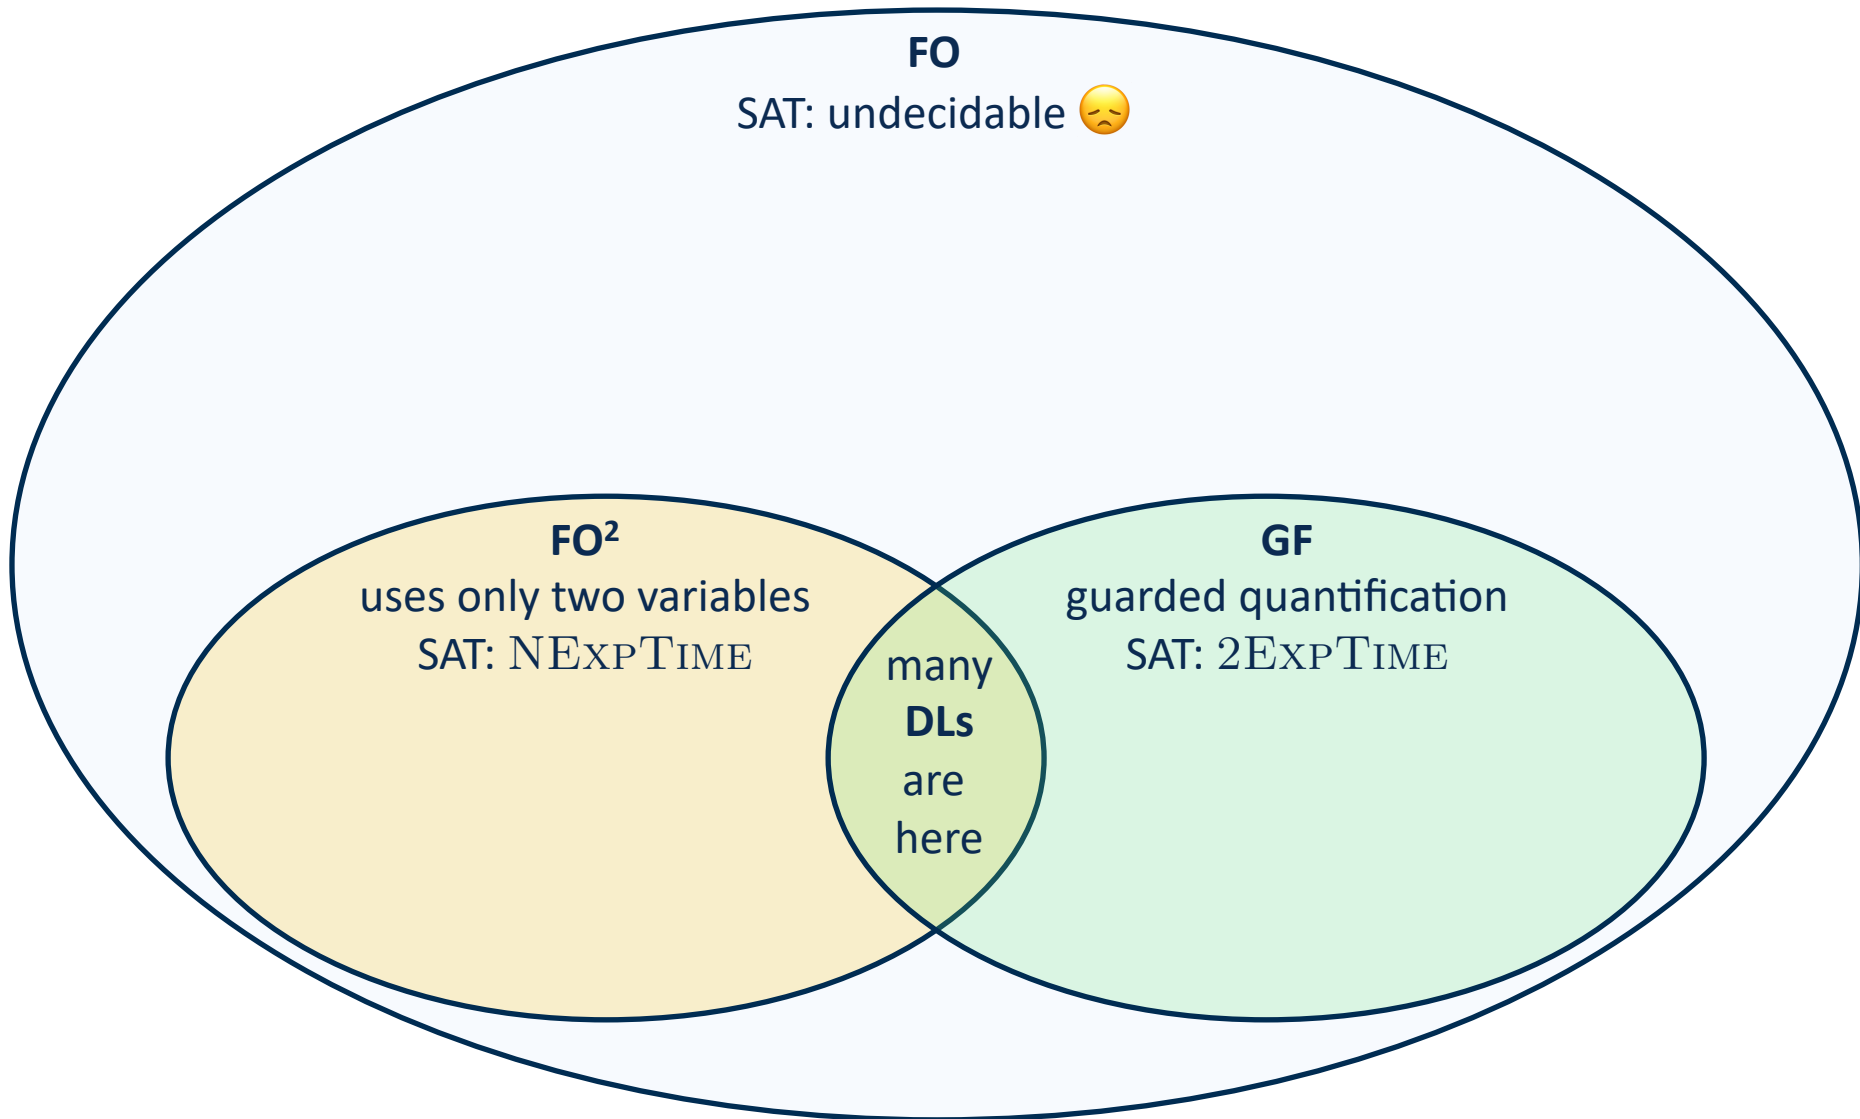 FO
SAT: undecidable 😞
FO²
uses only two variables
SAT: NExpTime
GF
guarded quantification
SAT: 2ExpTime
many
DLs
are
here